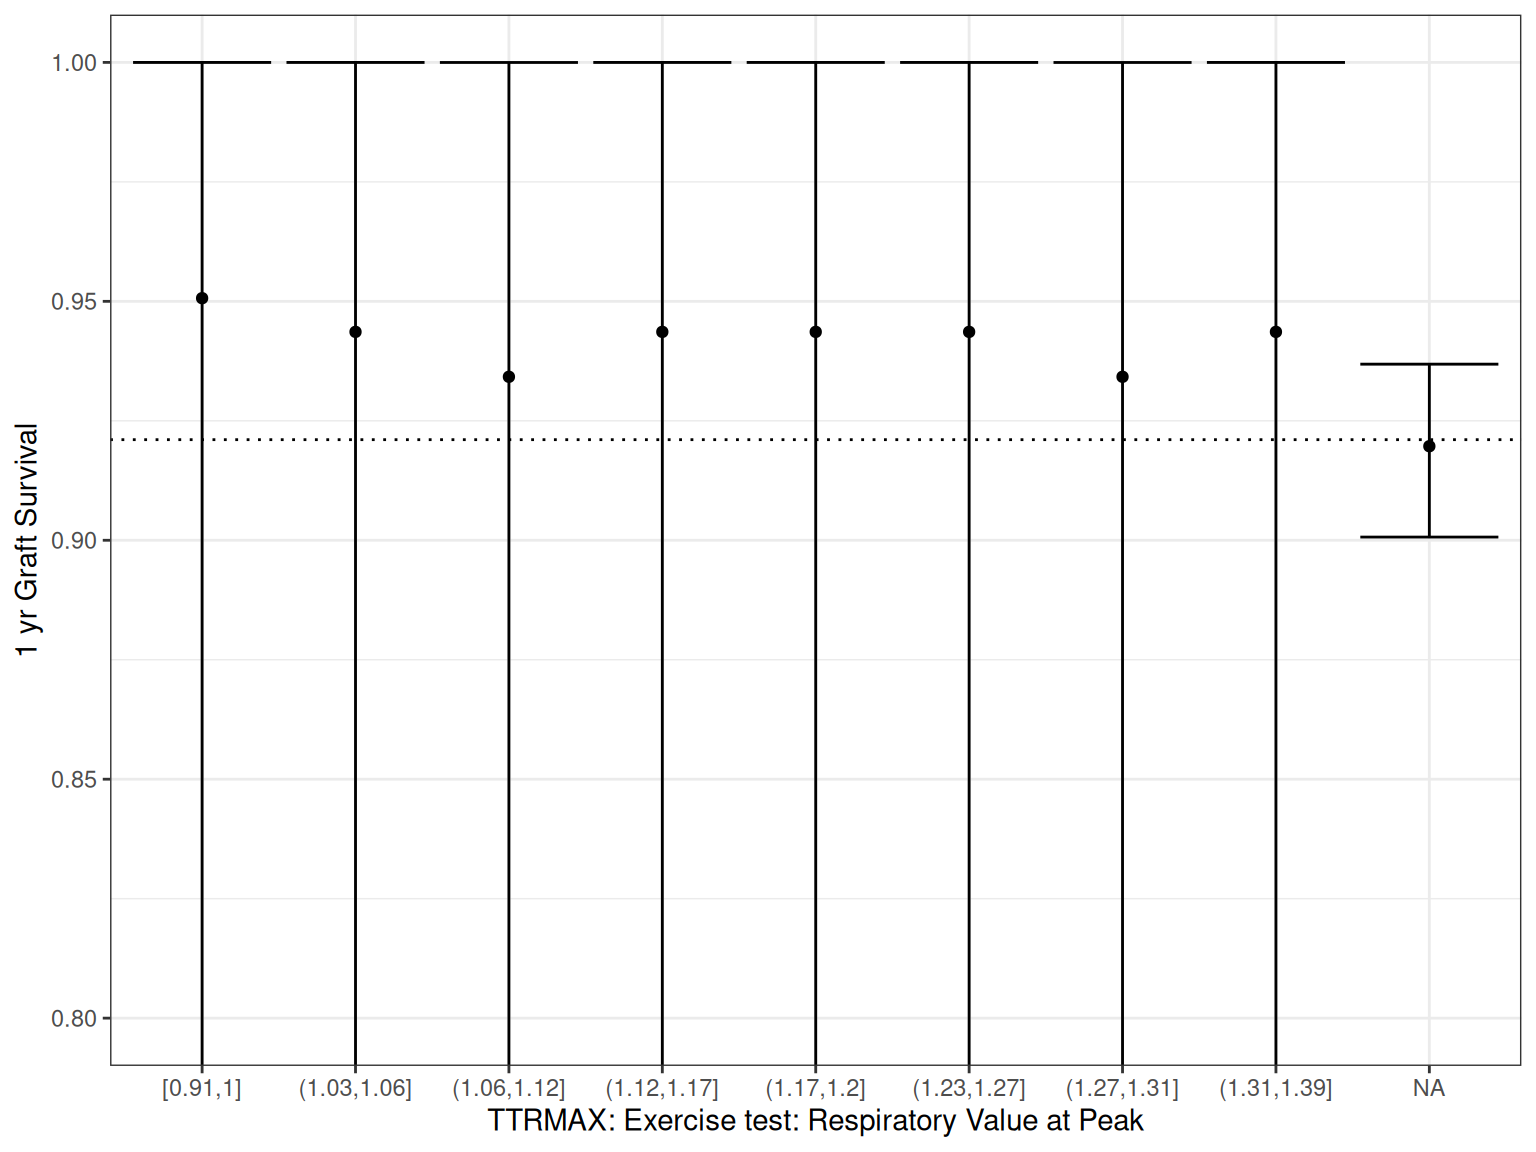 1.00
0.95
0.90
0.85
0.80
1 yr Graft Survival
[0.91,1] (1.03,1.06] (1.06,1.12] (1.12,1.17] (1.17,1.2] (1.23,1.27] (1.27,1.31] (1.31,1.39] NA
TTRMAX: Exercise test: Respiratory Value at Peak